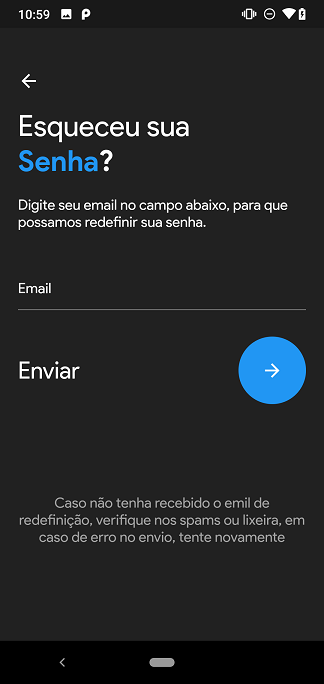 10:59
Esqueceu sua
Senha?
Digite seu email no campo abaixo, para que
possamos redefinir sua senha.
Email
Enviar
Caso não tenha recebido o emil de
redefinição, verifique nos spams ou lixeira, em
caso de erro no envio, tente novamente